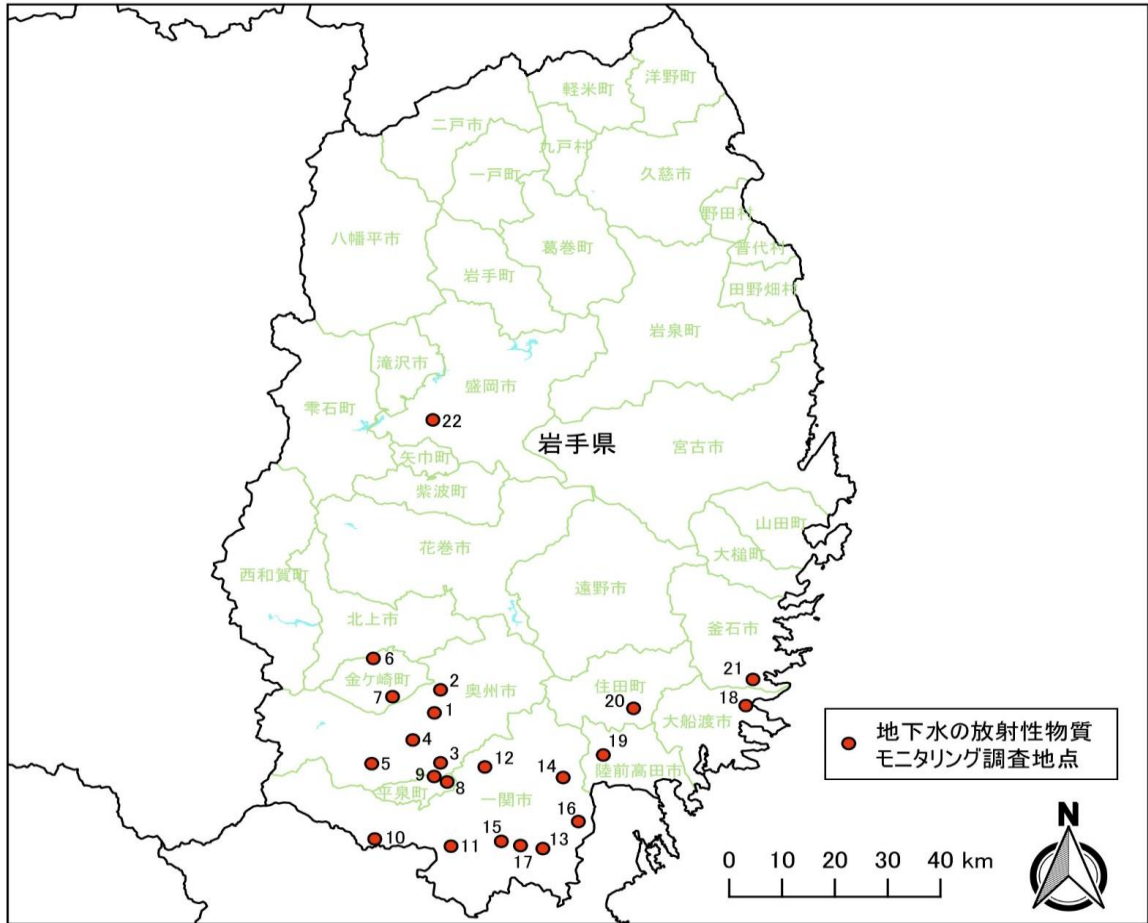 軽米町
洋野町
二戸市
九戸村
一戸町
久慈市
野田村
八幡平市
葛巻町
普代村
岩手町
田野畑村
岩泉町
滝沢市
盛岡市
雫石町
22
岩手県
宮古市
矢巾町
紫波町
山田町
花巻市
大槌町
西和賀町
遠野市
北上市
釜石市
6
金ケ崎町
2
奥州市
住田町
21
7
1
20
18
大船渡市
4
19
地下水の放射性物質
モニタリング調査地点
5
3
12
陸前高田市
9
8
14
平泉町
一関市
16
10
11
15
17
13
N
0 10 20 30 40 km